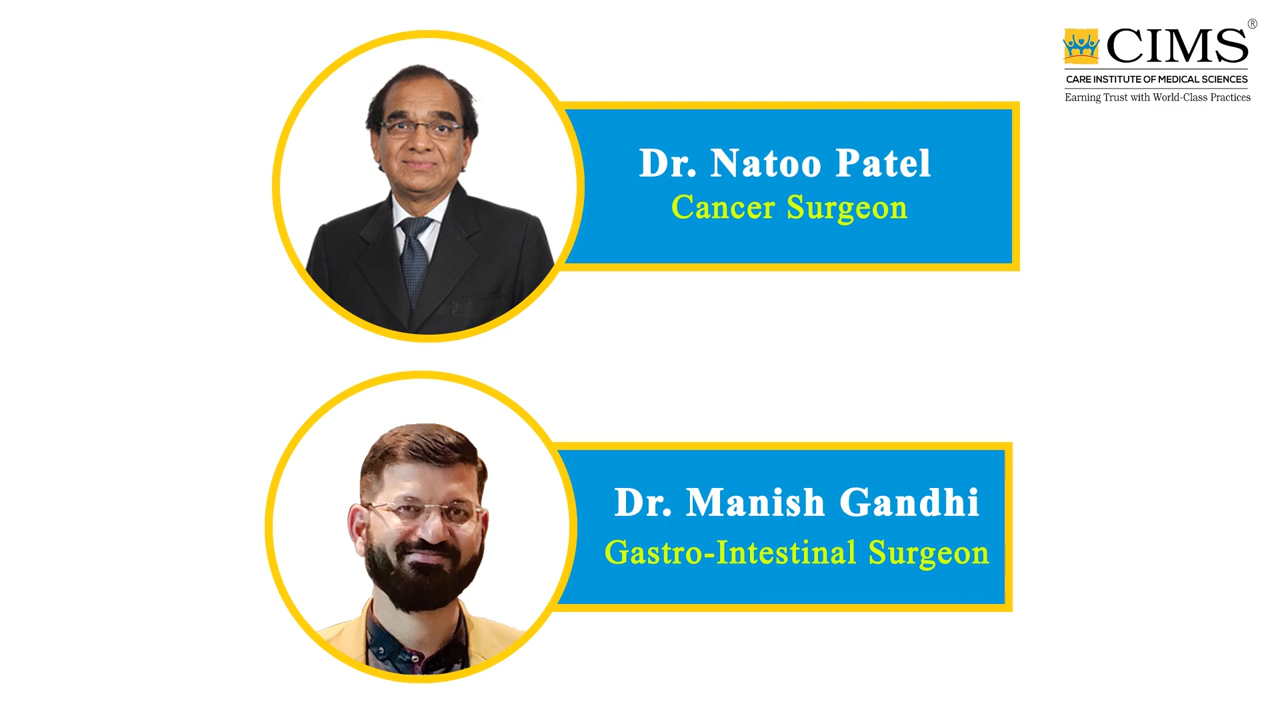 CIMS®
CARE INSTITUTE OF MEDICAL SCIENCES
Earning Trust with World-Class Practices
Dr. Natoo Patel
Cancer Surgeon
Dr. Manish Gandhi
Gastro-Intestinal Surgeon